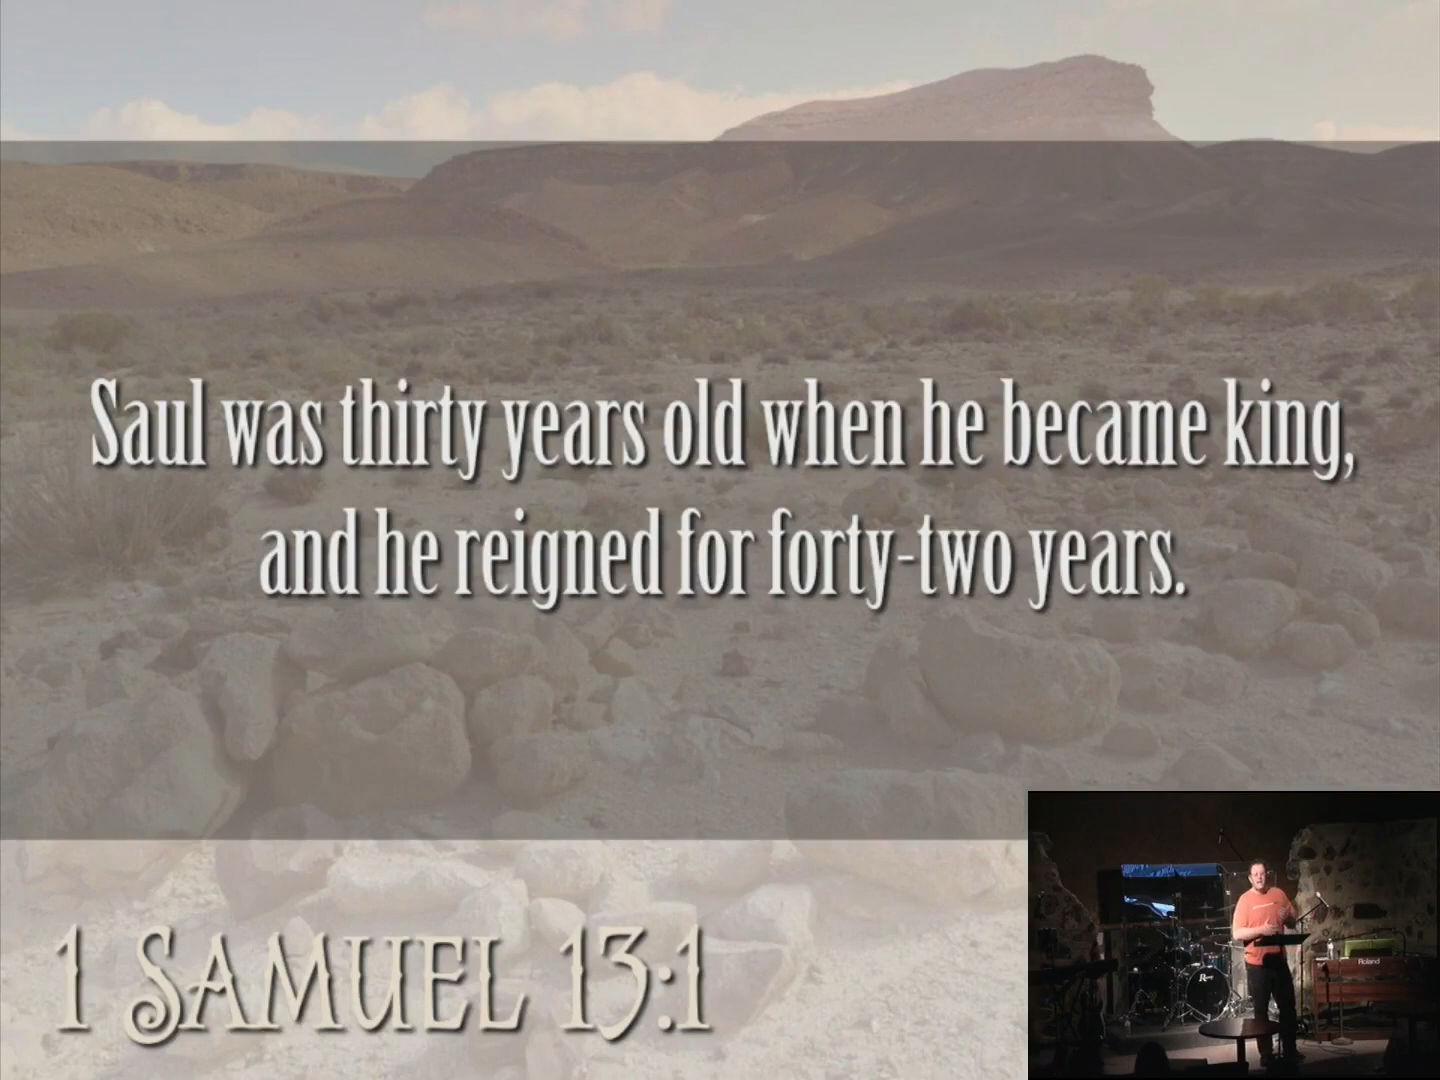 Saul was thirty years old when he became king,
and he reigned for forty-two years.
1 SAMUEL 13:1
Roland